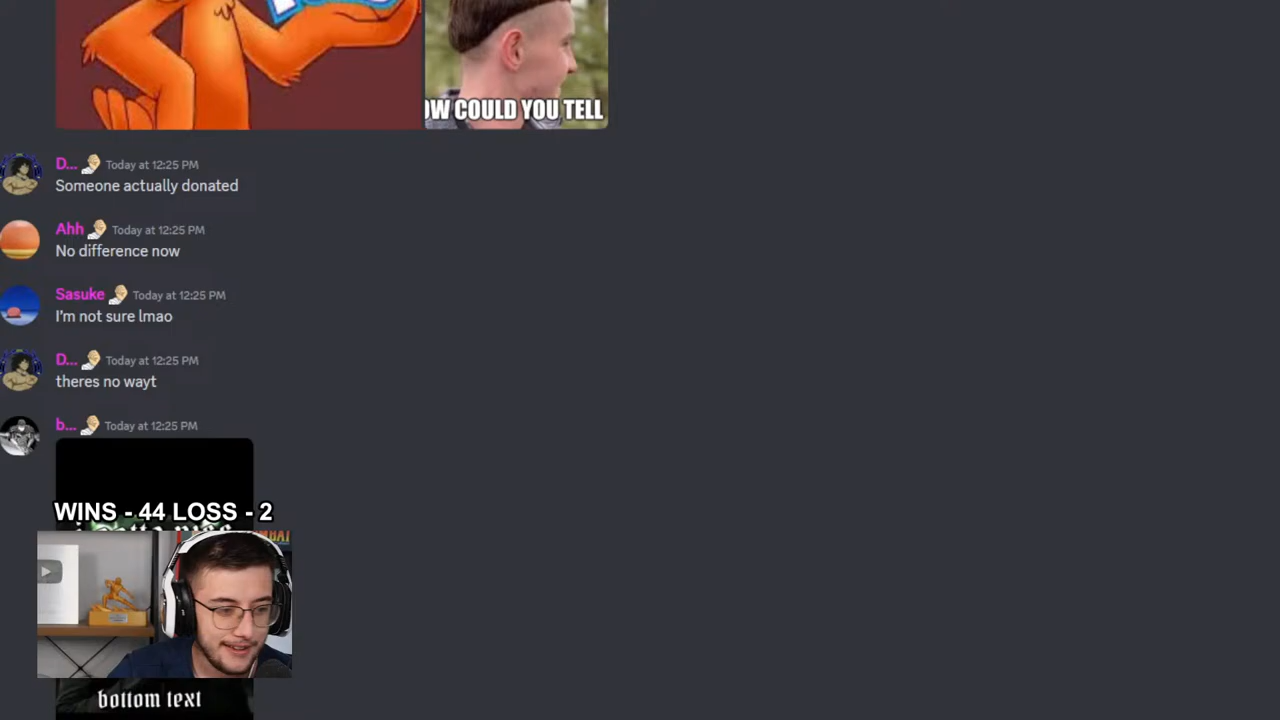 OW COULD YOU TELL
D... Today at 12:25 PM
Someone actually donated
Ahh Today at 12:25 PM
No difference now
Sasuke Today at 12:25 PM
I'm not sure lmao
D... Today at 12:25 PM
theres no wayt
b... Today at 12:25 PM
WINS - 44 LOSS - 2
bottom text